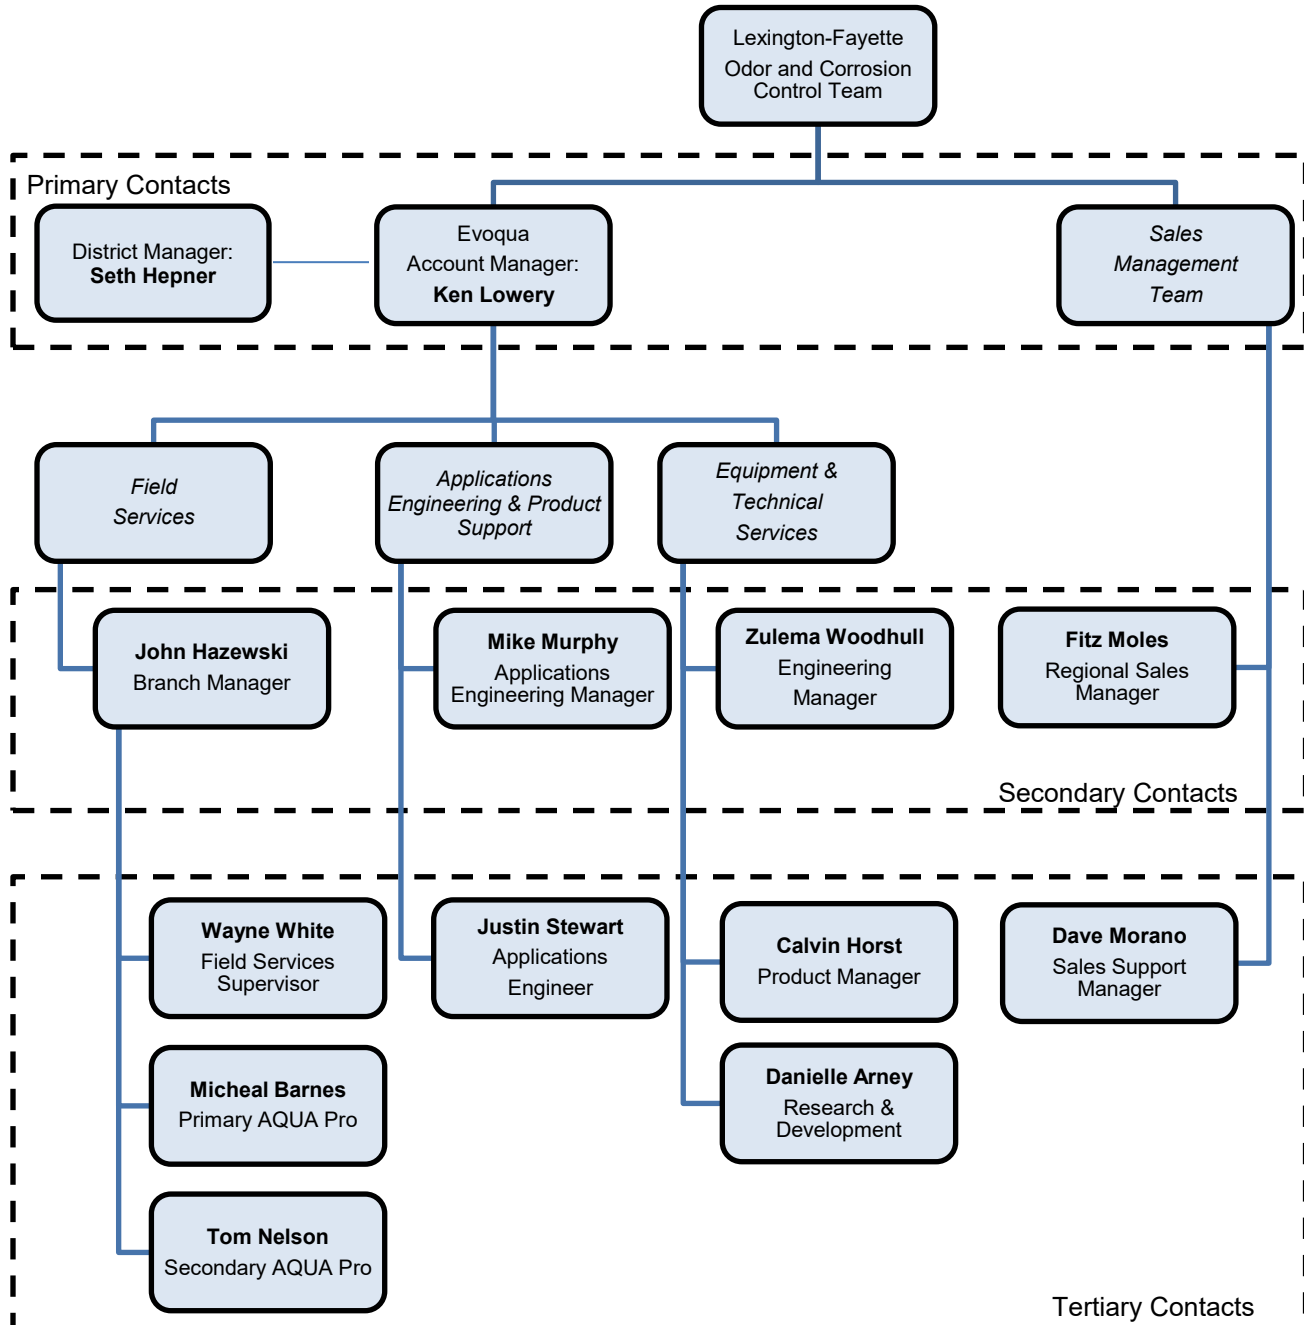 Lexington-Fayette
Odor and Corrosion
Control Team
Primary Contacts
District Manager:
Seth Hepner
Evoqua
Account Manager:
Ken Lowery
Sales
Management
Team
Field
Services
Applications
Engineering & Product
Support
Equipment &
Technical
Services
John Hazewski
Branch Manager
Mike Murphy
Applications
Engineering Manager
Zulema Woodhull
Engineering
Manager
Fitz Moles
Regional Sales
Manager
Secondary Contacts
Wayne White
Field Services
Supervisor
Justin Stewart
Applications
Engineer
Calvin Horst
Product Manager
Dave Morano
Sales Support
Manager
Micheal Barnes
Primary AQUA Pro
Danielle Arney
Research &
Development
Tom Nelson
Secondary AQUA Pro
Tertiary Contacts